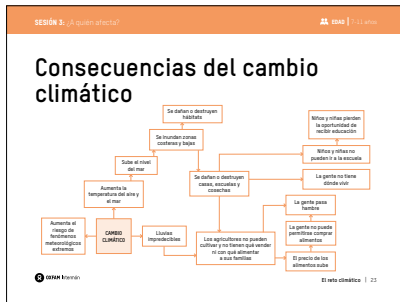 SESIÓN 3: ¿A quién afecta?
EDAD | 7-11 años
Consecuencias del cambio
climático
Se dañan o destruyen
hábitats
Se inundan zonas
costeras y bajas
Sube el nivel
del mar
Aumenta la
temperatura del aire y
el mar
Aumenta el
riesgo de
fenómenos
meteorológicos
extremos
CAMBIO
CLIMÁTICO
Lluvias
impredecibles
Se dañan o destruyen
casas, escuelas y
cosechas
Los agricultores no pueden
cultivar y no tienen qué vender
ni con qué alimentar
a sus familias
Niños y niñas pierden
la oportunidad de
recibir educación
Niños y niñas no
pueden ir a la escuela
La gente no tiene
dónde vivir
La gente pasa
hambre
La gente no puede
permitirse comprar
alimentos
El precio de los
alimentos sube
OXFAM Intermón
El reto climático | 23